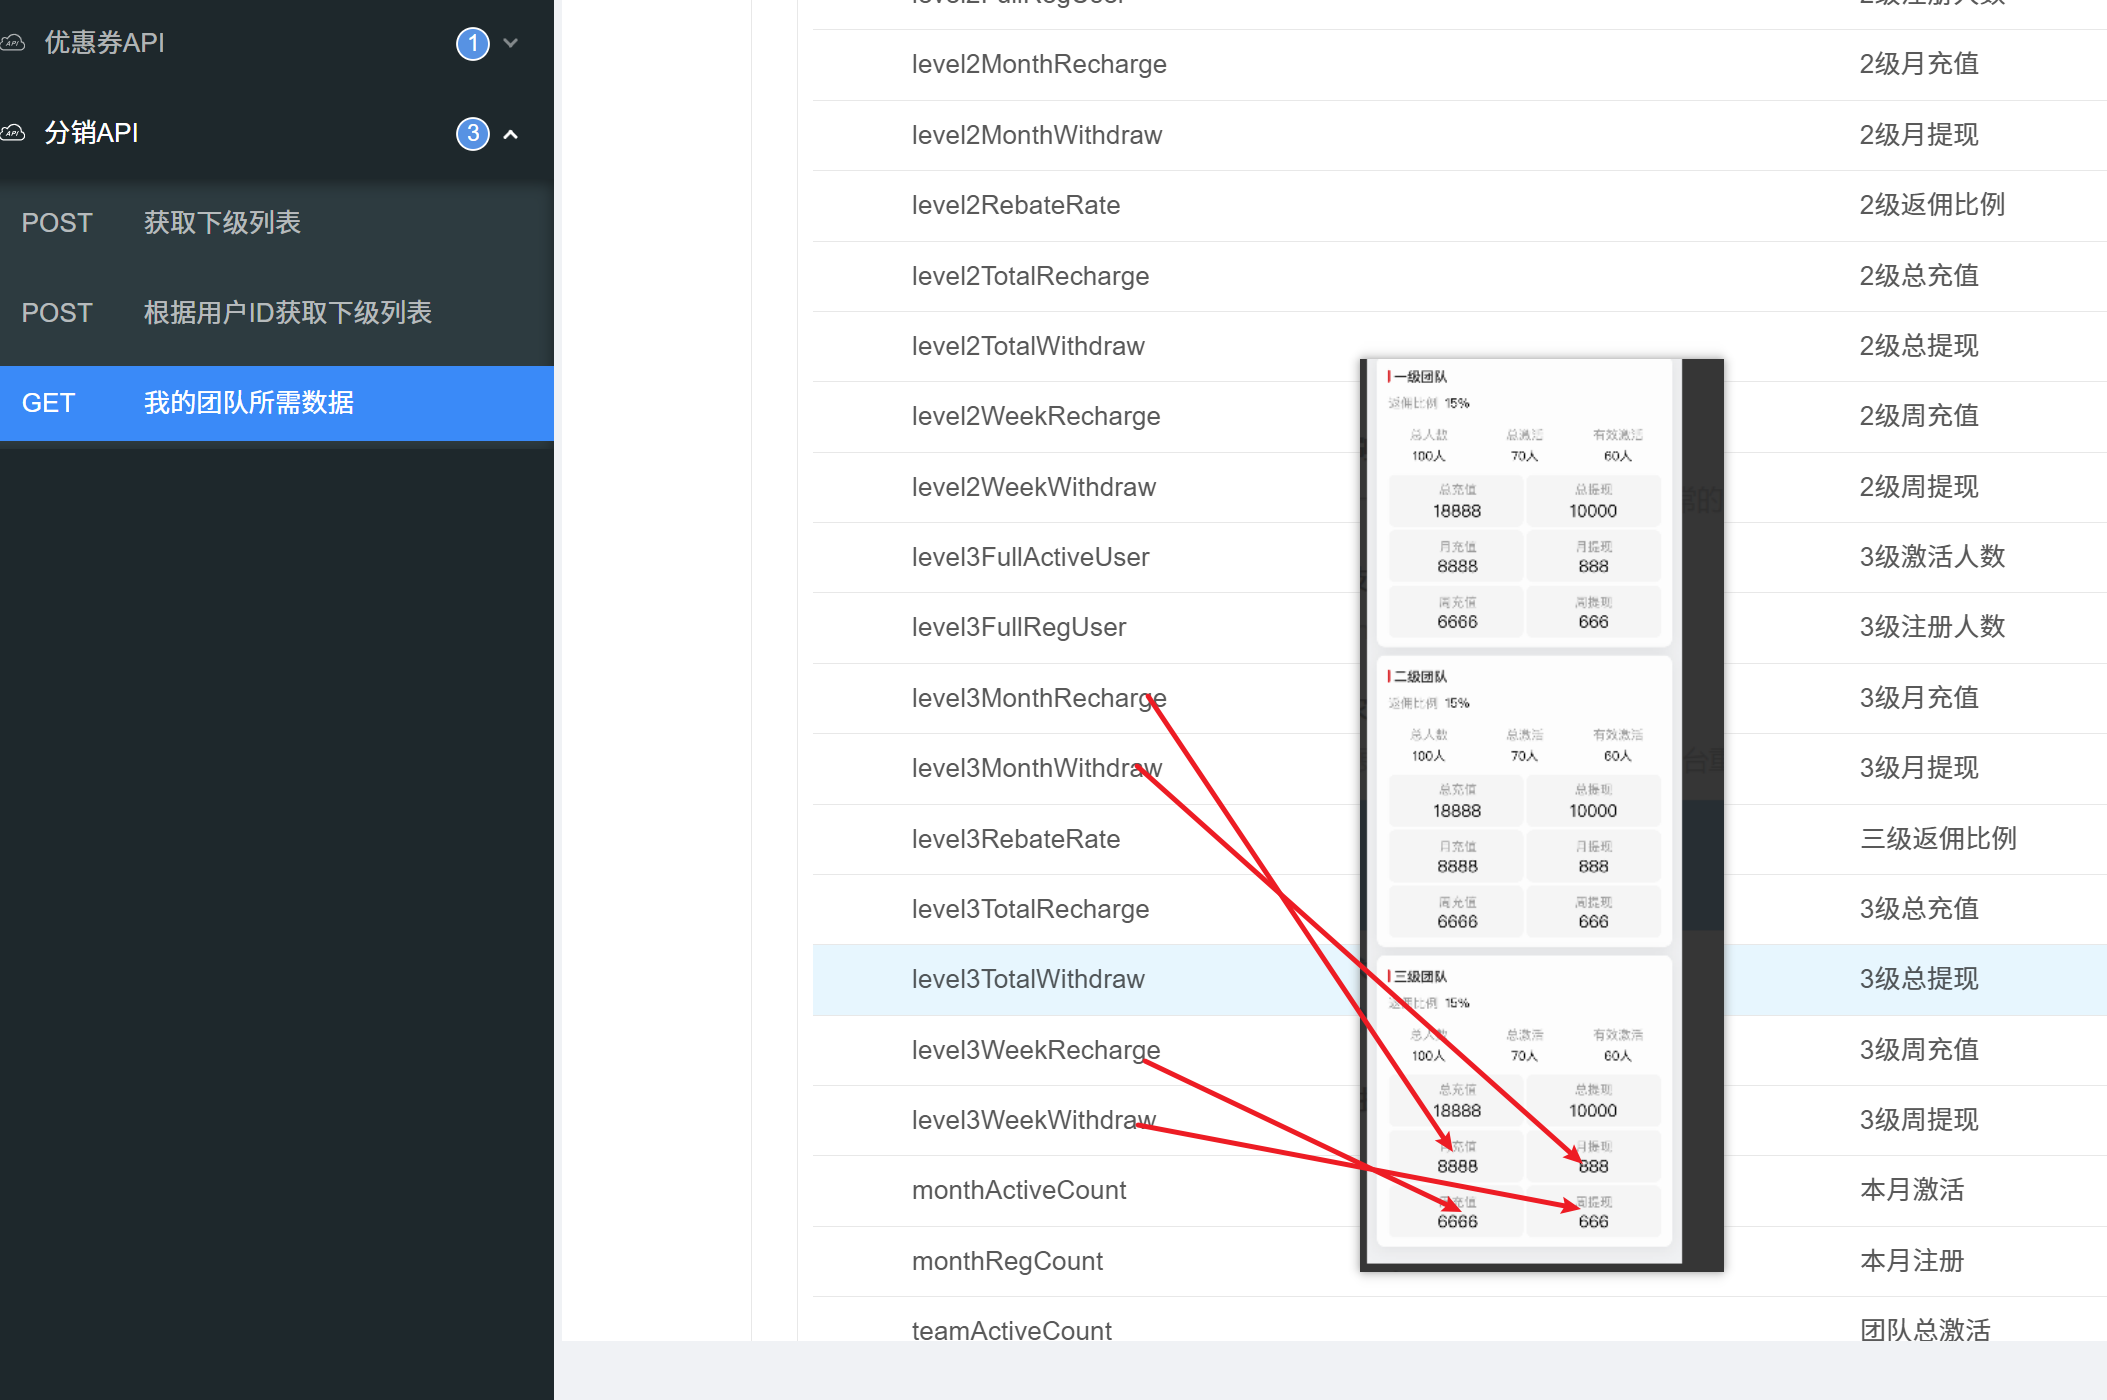 优惠券API 1
分销API 3
POST 获取下级列表
POST 根据用户ID获取下级列表
GET 我的团队所需数据
level2FullRegUser 2级注册人数
level2MonthRecharge 2级月充值
level2MonthWithdraw 2级月提现
level2RebateRate 2级返佣比例
level2TotalRecharge 2级总充值
level2TotalWithdraw 2级总提现
level2WeekRecharge 2级周充值
level2WeekWithdraw 2级周提现
level3FullActiveUser 3级激活人数
level3FullRegUser 3级注册人数
level3MonthRecharge 3级月充值
level3MonthWithdraw 3级月提现
level3RebateRate 三级返佣比例
level3TotalRecharge 3级总充值
level3TotalWithdraw 3级总提现
level3WeekRecharge 3级周充值
level3WeekWithdraw 3级周提现
monthActiveCount 本月激活
monthRegCount 本月注册
teamActiveCount 团队总激活
一级团队
返佣比例 15%
总人数 总激活 有效激活
100人 70人 60人
总充值 总提现
18888 10000
月充值 月提现
8888 888
周充值 周提现
6666 666
二级团队
返佣比例 15%
总人数 总激活 有效激活
100人 70人 60人
总充值 总提现
18888 10000
月充值 月提现
8888 888
周充值 周提现
6666 666
三级团队
返佣比例 15%
总人数 总激活 有效激活
100人 70人 60人
总充值 总提现
18888 10000
月充值 月提现
8888 888
周充值 周提现
6666 666